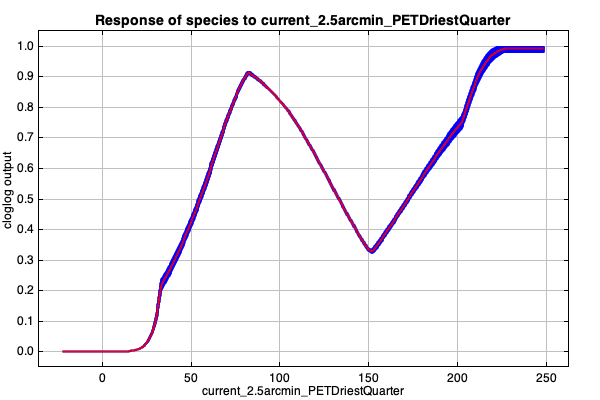 Response of species to current_2.5arcmin_PETDriestQuarter
1.0
0.9
0.8
0.7
0.6
0.5
0.4
0.3
0.2
0.1
0.0
cloglog output
0 50 100 150 200 250
current_2.5arcmin_PETDriestQuarter